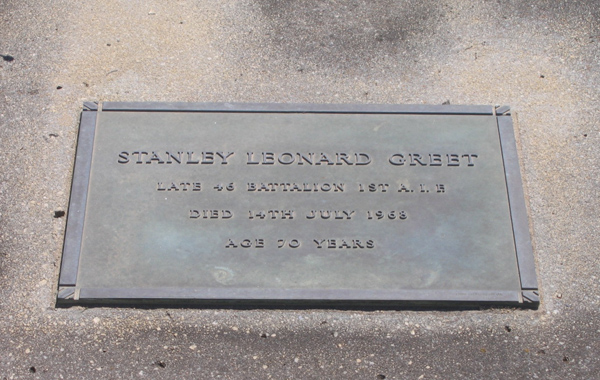 STANLEY LEONARD GREET
LATE 46 BATTALION 1ST A.I.F.
DIED 14TH JULY 1968
AGE 70 YEARS